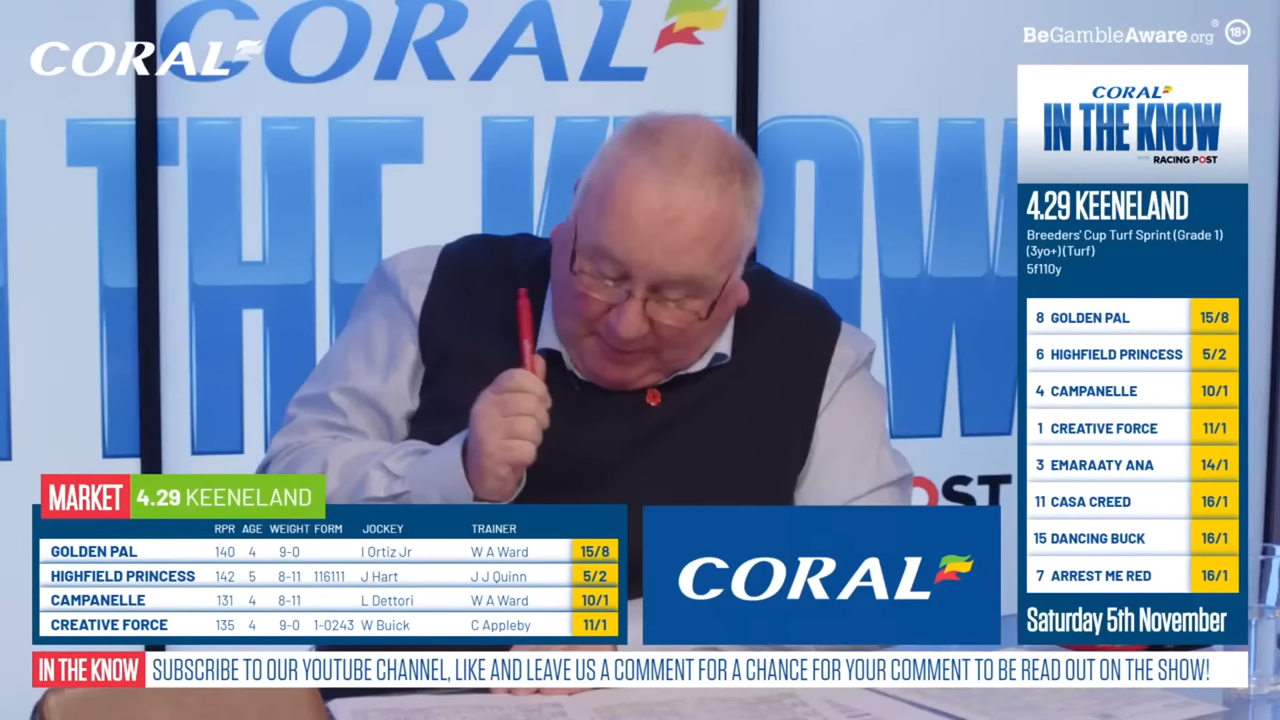 CORAL
CORAL
THE KNOW
BeGambleAware.org® 18+
CORAL
IN THE KNOW
WITH RACING POST
4.29 KEENELAND
Breeders' Cup Turf Sprint (Grade 1)
(3yo+)(Turf)
5f110y
8 GOLDEN PAL 15/8
6 HIGHFIELD PRINCESS 5/2
4 CAMPANELLE 10/1
1 CREATIVE FORCE 11/1
3 EMARAATY ANA 14/1
11 CASA CREED 16/1
15 DANCING BUCK 16/1
7 ARREST ME RED 16/1
Saturday 5th November
OST
MARKET 4.29 KEENELAND
RPR AGE WEIGHT FORM JOCKEY TRAINER
GOLDEN PAL 140 4 9-0 I Ortiz Jr W A Ward 15/8
HIGHFIELD PRINCESS 142 5 8-11 116111 J Hart J J Quinn 5/2
CAMPANELLE 131 4 8-11 L Dettori W A Ward 10/1
CREATIVE FORCE 135 4 9-0 1-0243 W Buick C Appleby 11/1
CORAL
IN THE KNOW SUBSCRIBE TO OUR YOUTUBE CHANNEL, LIKE AND LEAVE US A COMMENT FOR A CHANCE FOR YOUR COMMENT TO BE READ OUT ON THE SHOW!